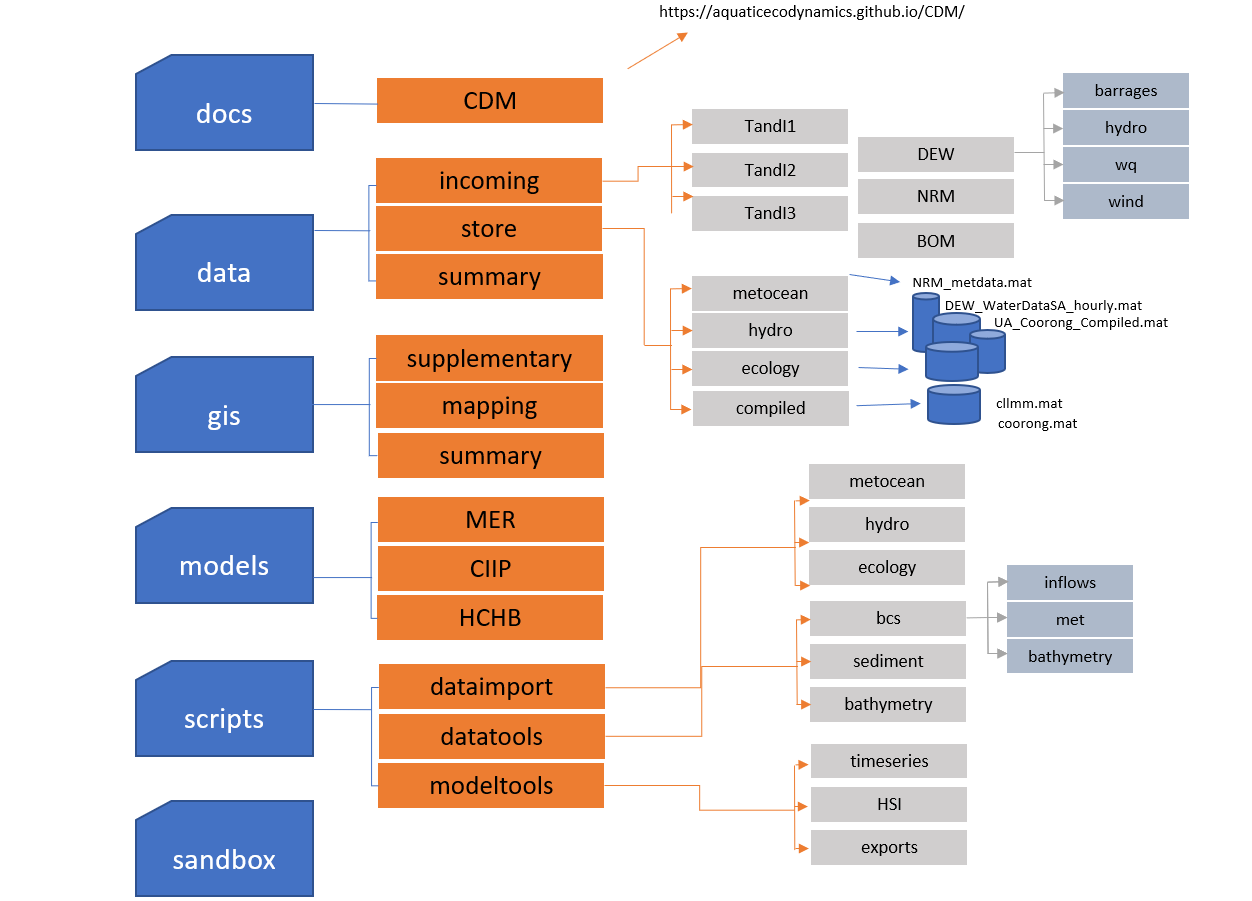 https://aquaticecodynamics.github.io/CDM/
docs
CDM
data
incoming
store
summary
TandI1
TandI2
TandI3
DEW
NRM
BOM
barrages
hydro
wq
wind
metocean
hydro
ecology
compiled
NRM_metdata.mat
DEW_WaterDataSA_hourly.mat
UA_Coorong_Compiled.mat
cllmm.mat
coorong.mat
gis
supplementary
mapping
summary
models
MER
CIIP
HCHB
scripts
dataimport
datatools
modeltools
metocean
hydro
ecology
bcs
sediment
bathymetry
inflows
met
bathymetry
timeseries
HSI
exports
sandbox